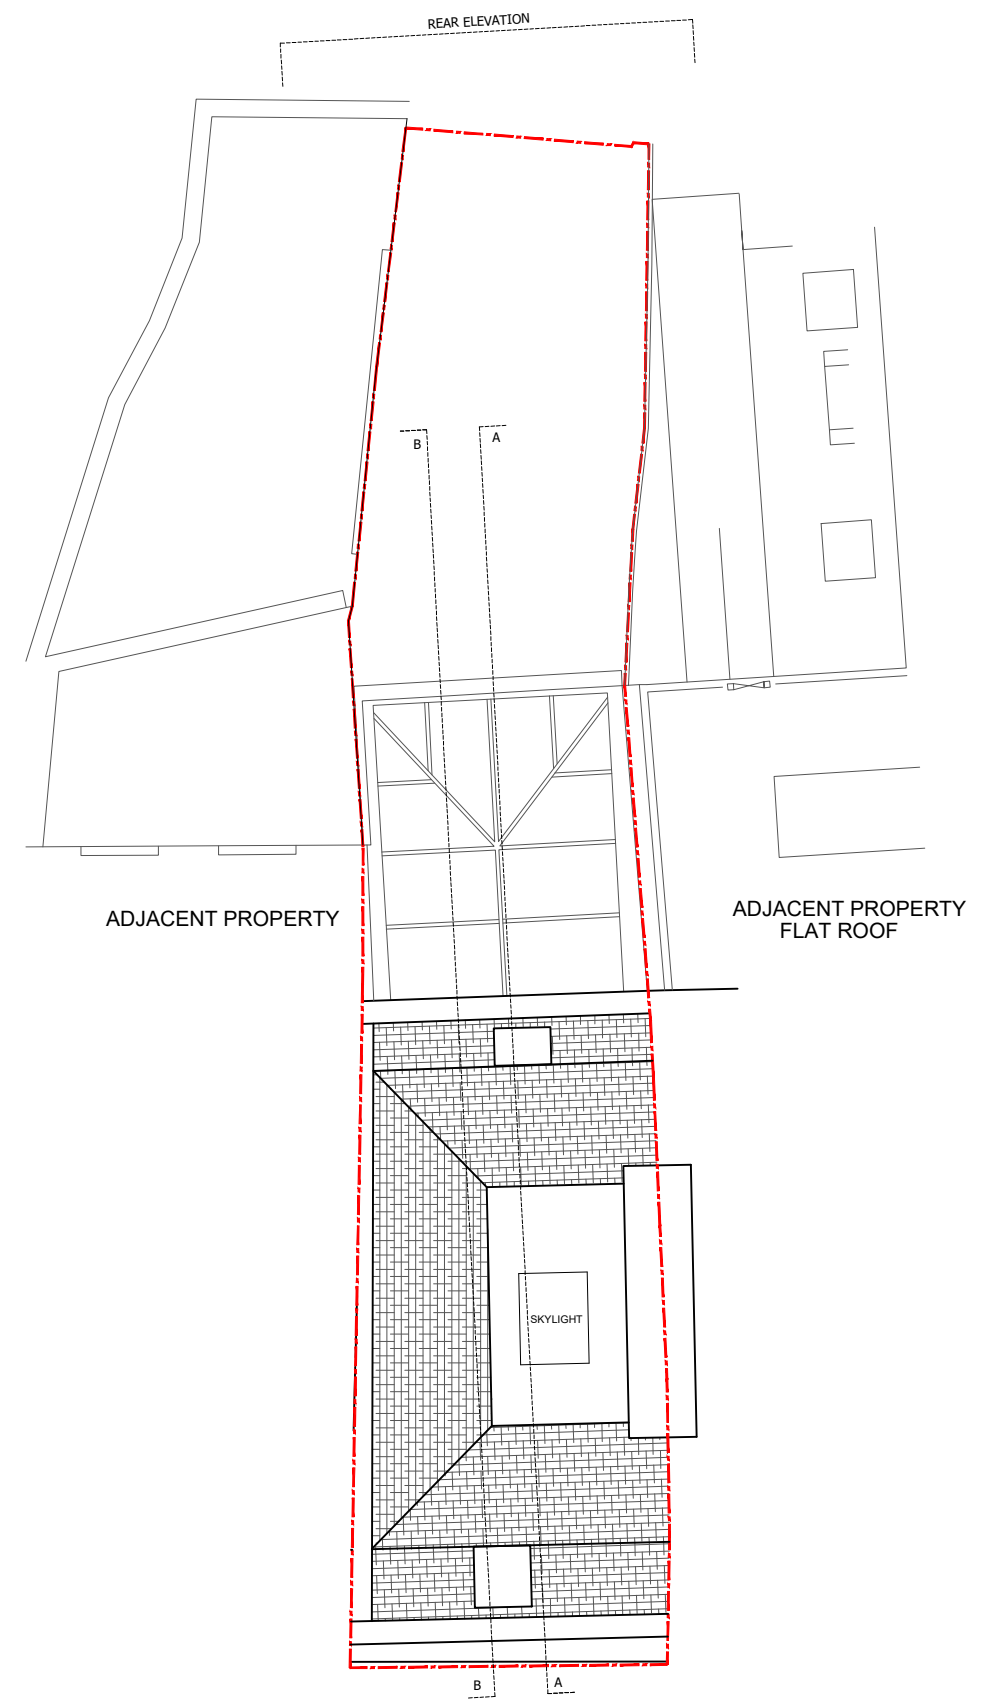 REAR ELEVATION
B
A
ADJACENT PROPERTY
ADJACENT PROPERTY
FLAT ROOF
SKYLIGHT
B
A